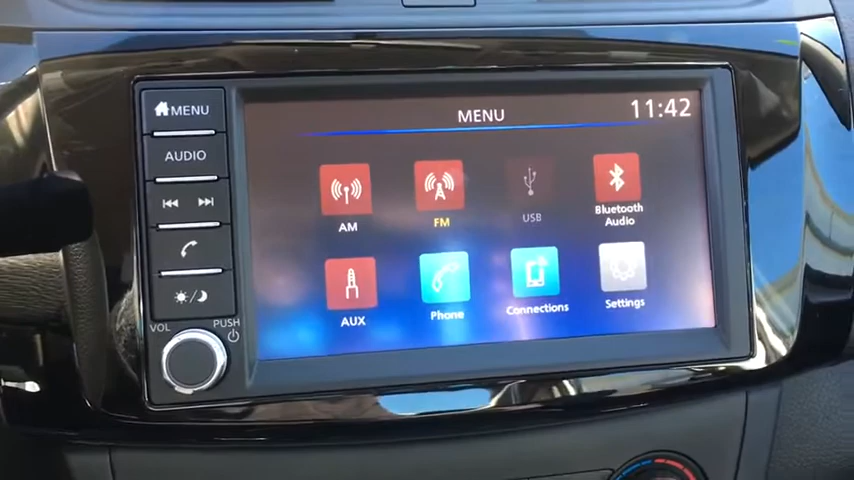 MENU
AUDIO
VOL
PUSH
MENU
11:42
AM
FM
USB
Bluetooth
Audio
AUX
Phone
Connections
Settings